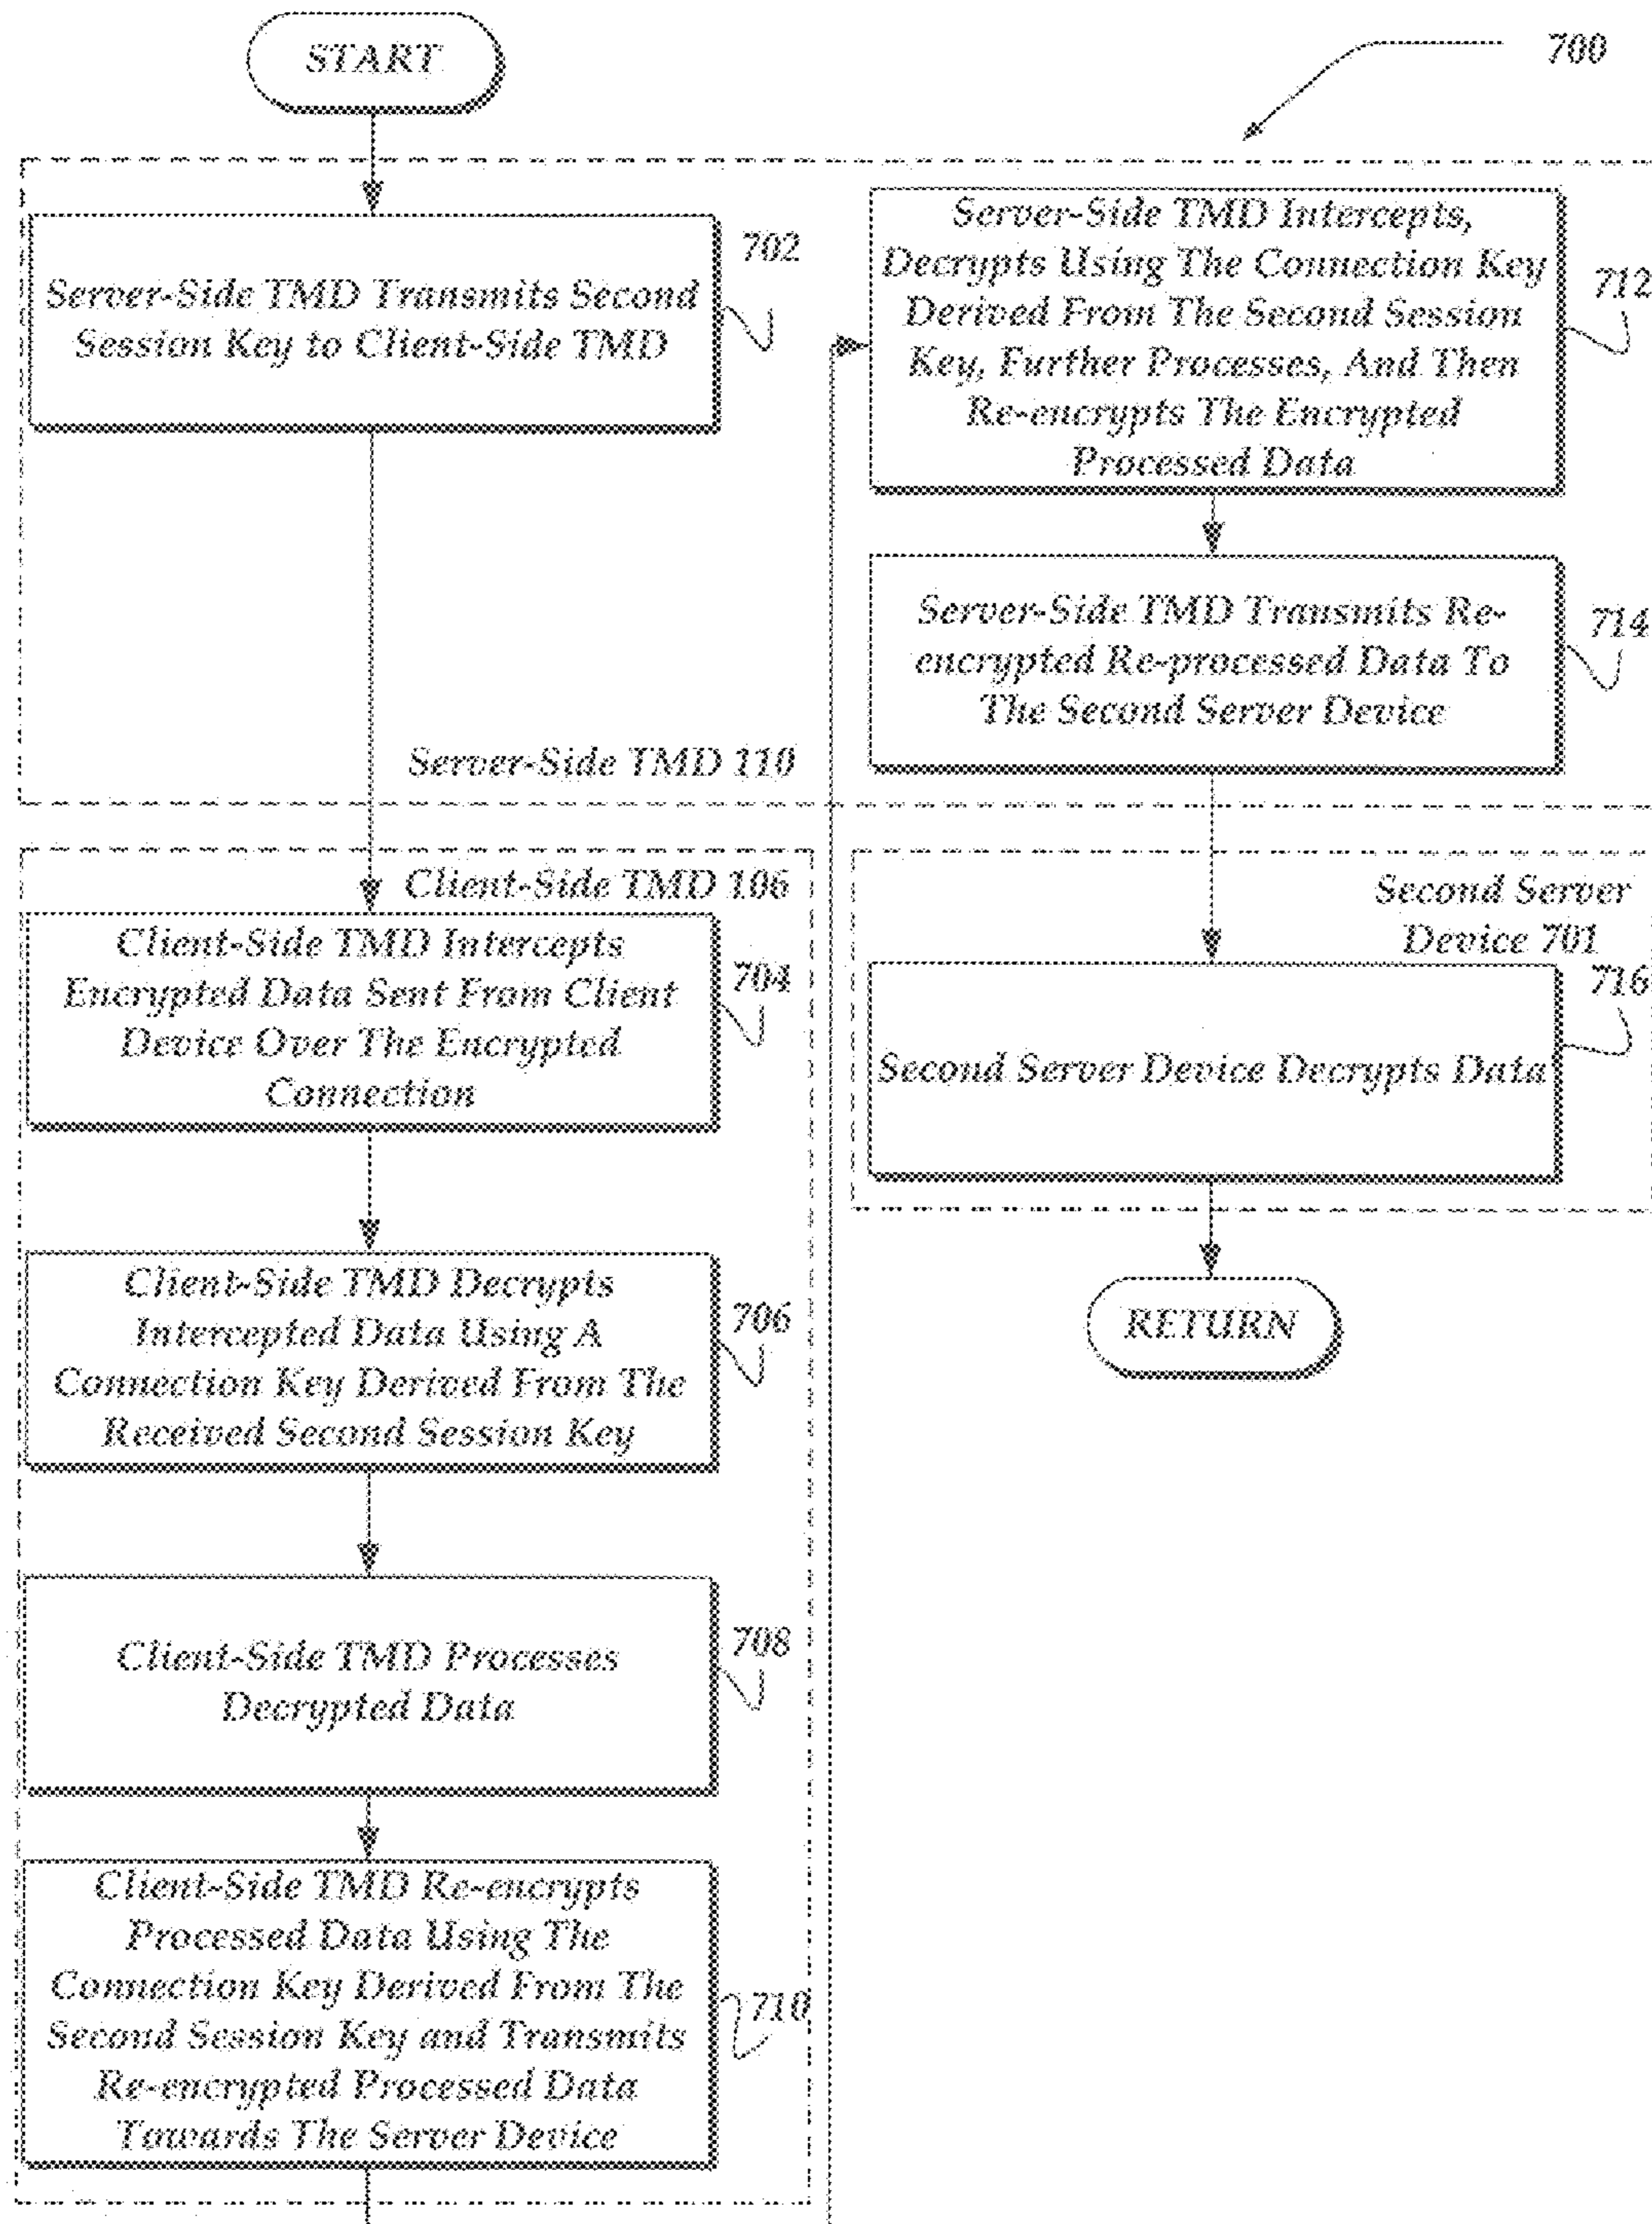 START
700
702
Server-Side TMD Transmits Second
Session Key to Client-Side TMD
Server-Side TMD 110
Client-Side TMD 106
Client-Side TMD Intercepts
Encrypted Data Sent From Client
Device Over The Encrypted
Connection
704
Client-Side TMD Decrypts
Intercepted Data Using A
Connection Key Derived From The
Received Second Session Key
706
Client-Side TMD Processes
Decrypted Data
708
Client-Side TMD Re-encrypts
Processed Data Using The
Connection Key Derived From The
Second Session Key and Transmits
Re-encrypted Processed Data
Towards The Server Device
710
Server-Side TMD Intercepts,
Decrypts Using The Connection Key
Derived From The Second Session
Key, Further Processes, And Then
Re-encrypts The Encrypted
Processed Data
712
Server-Side TMD Transmits Re-
encrypted Re-processed Data To
The Second Server Device
714
Second Server
Device 701
716
Second Server Device Decrypts Data
RETURN